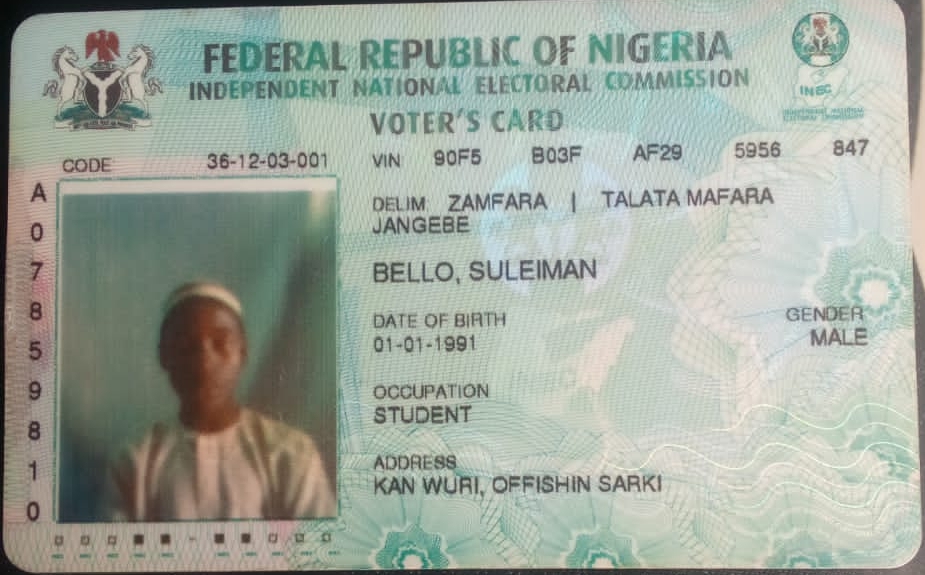 FEDERAL REPUBLIC OF NIGERIA
INDEPENDENT NATIONAL ELECTORAL COMMISSION
VOTER'S CARD
INEC
CODE 36-12-03-001
VIN 90F5 B03F AF29 5956 847
DELIM ZAMFARA | TALATA MAFARA
JANGEBE
BELLO, SULEIMAN
DATE OF BIRTH
01-01-1991
GENDER
MALE
OCCUPATION
STUDENT
ADDRESS
KAN WURI, OFFISHIN SARKI
A
0
7
8
5
9
8
1
0